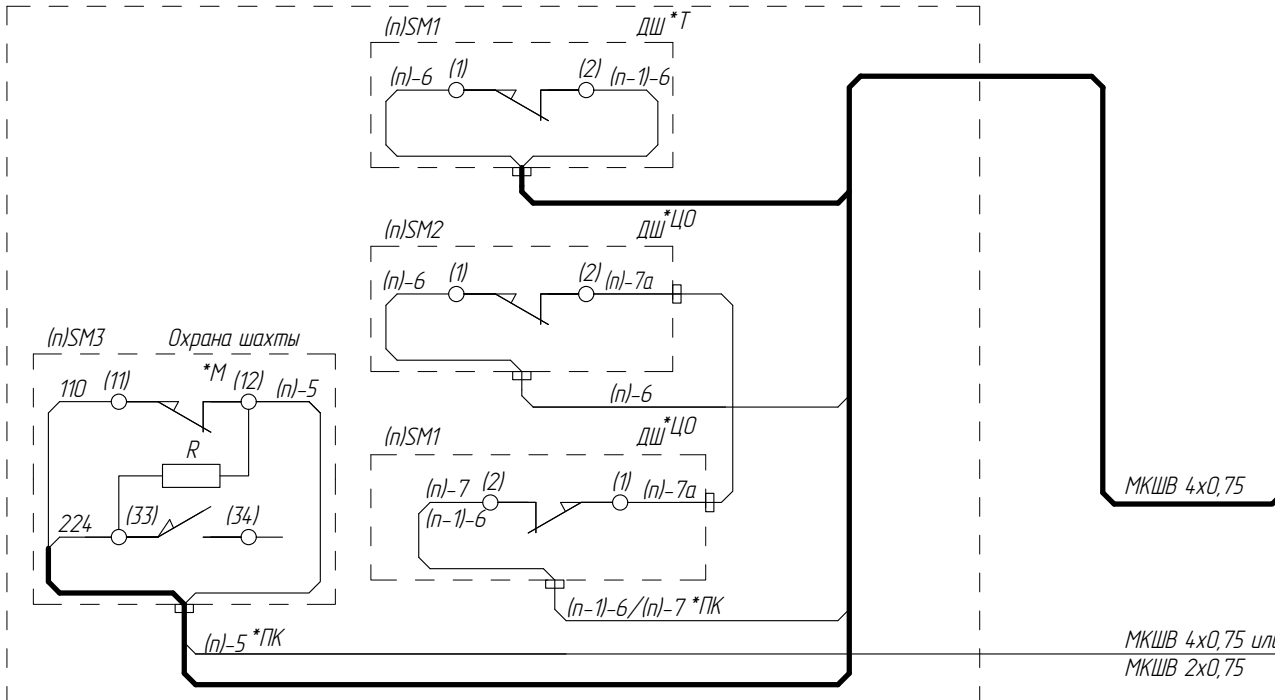 (п)SM1 ДШ *Т
(п)-6 (1) (2) (п-1)-6
(п)SM2 ДШ *ЦО
(п)-6 (1) (2) (п)-7а
(п)-6
(п)SM3 Охрана шахты
*М
110 (11) (12) (п)-5
R
224 (33) (34)
(п)SM1 ДШ *ЦО
(п)-7 (2) (1) (п)-7а
(п-1)-6
МКШВ 4х0,75
(п-1)-6/(п)-7 *ПК
(п)-5 *ПК
МКШВ 4х0,75 или
МКШВ 2х0,75